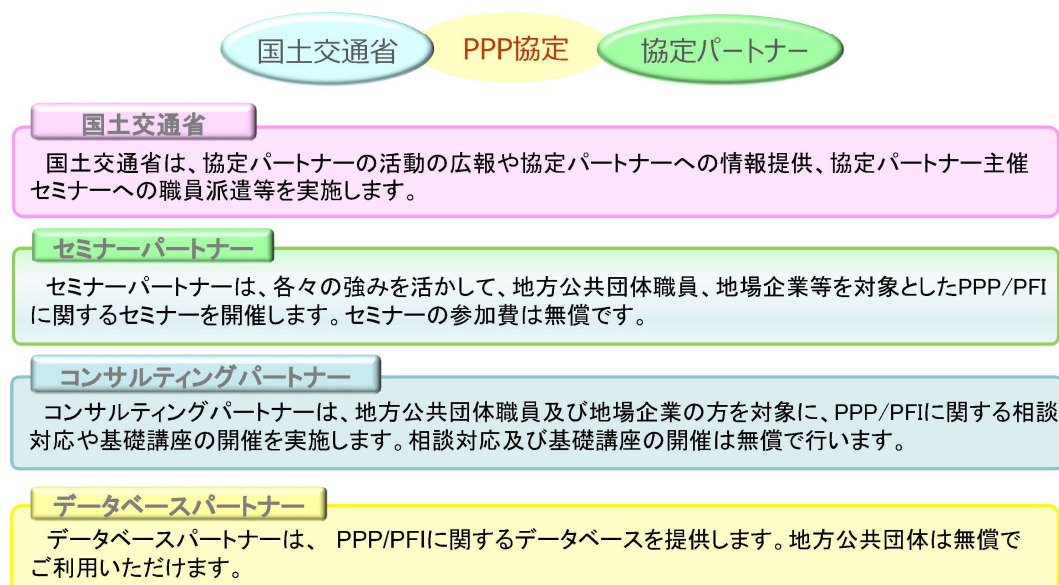 国土交通省 PPP協定 協定パートナー
国土交通省
国土交通省は、協定パートナーの活動の広報や協定パートナーへの情報提供、協定パートナー主催
セミナーへの職員派遣等を実施します。
セミナーパートナー
セミナーパートナーは、各々の強みを活かして、地方公共団体職員、地場企業等を対象としたPPP/PFI
に関するセミナーを開催します。セミナーの参加費は無償です。
コンサルティングパートナー
コンサルティングパートナーは、地方公共団体職員及び地場企業の方を対象に、PPP/PFIに関する相談
対応や基礎講座の開催を実施します。相談対応及び基礎講座の開催は無償で行います。
データベースパートナー
データベースパートナーは、 PPP/PFIに関するデータベースを提供します。地方公共団体は無償で
ご利用いただけます。